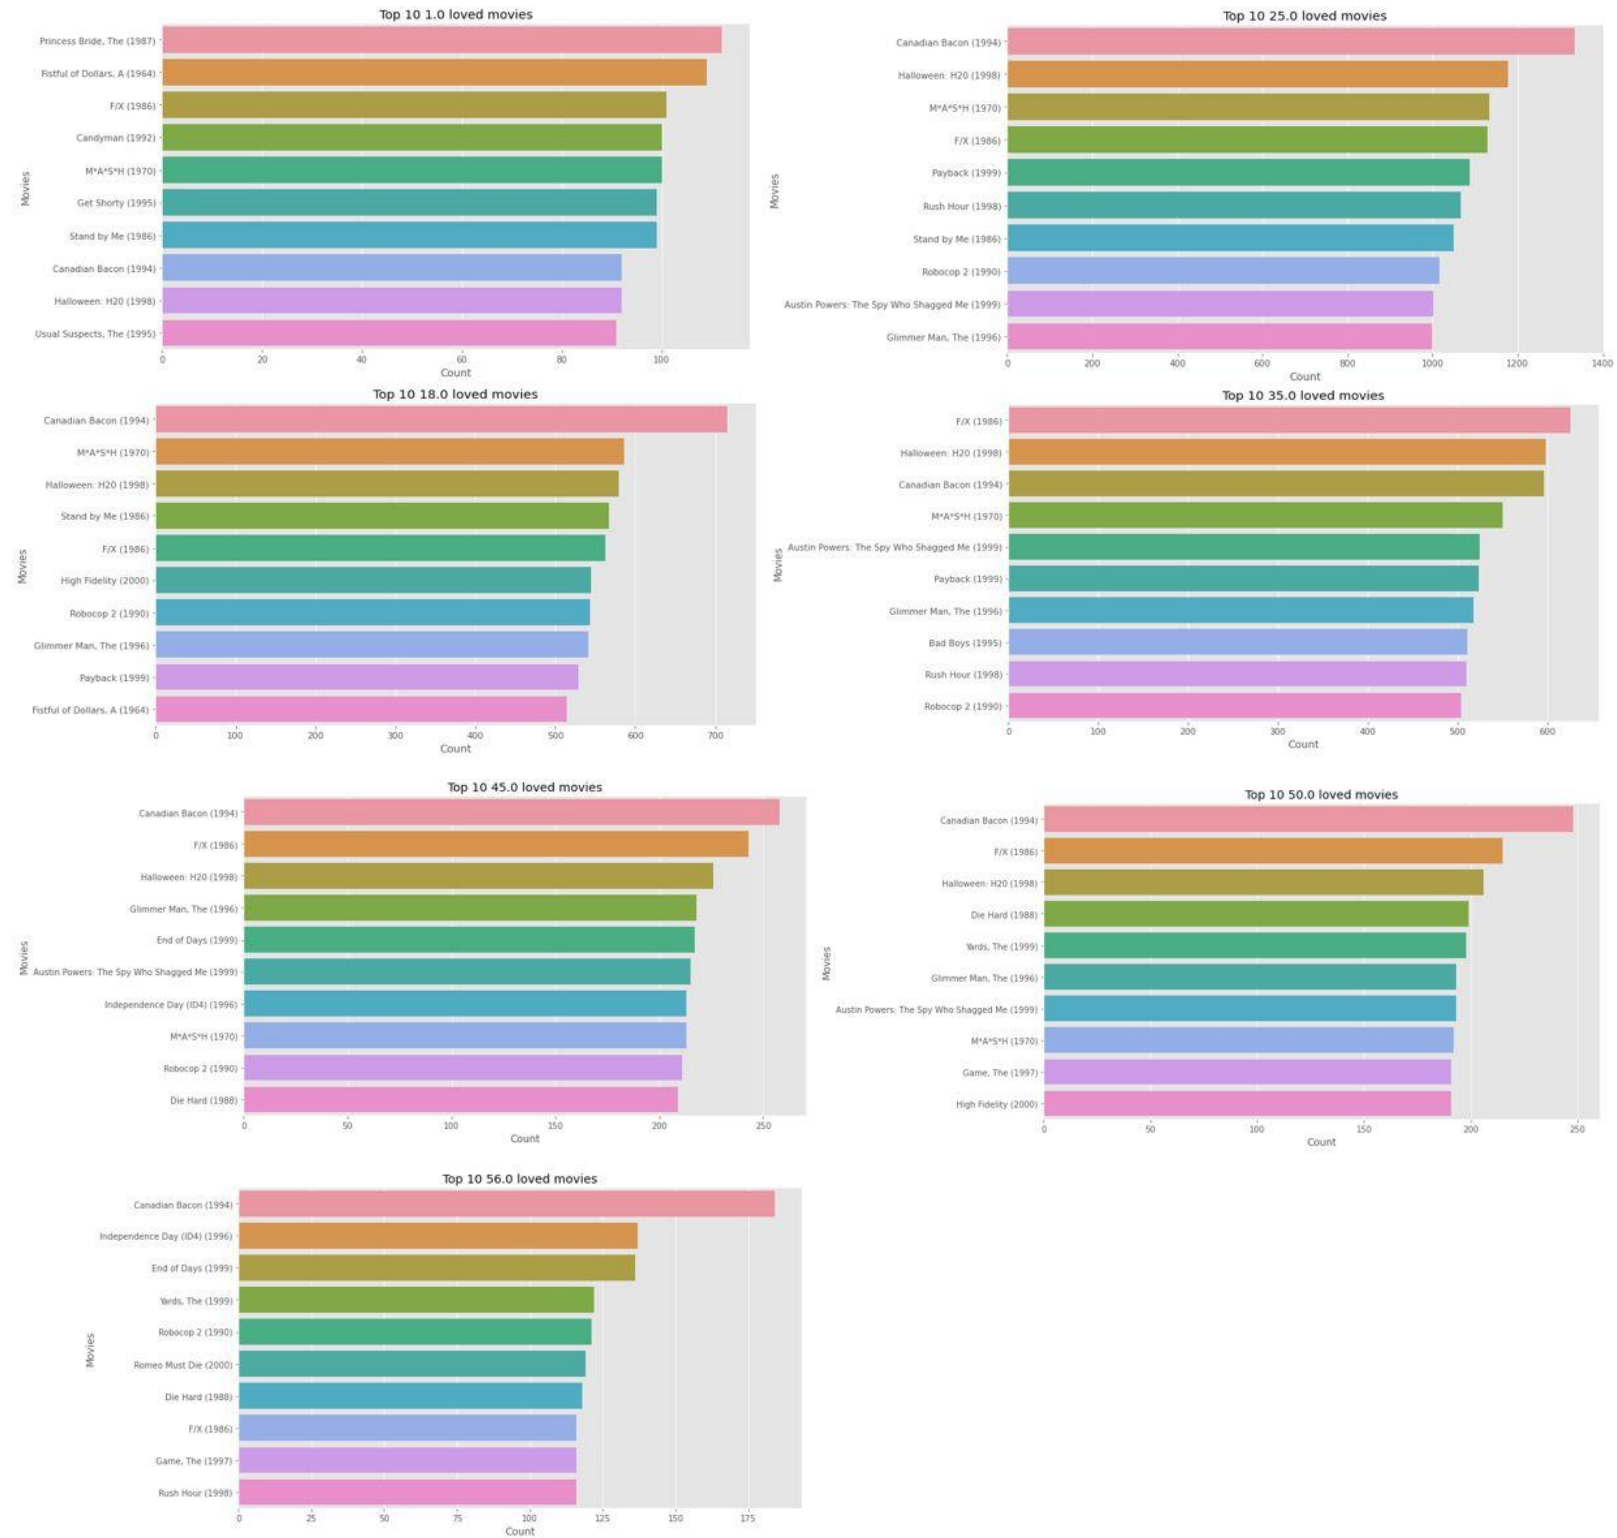 Top 10 1.0 loved movies
Movies
Princess Bride, The (1987)
Fistful of Dollars, A (1964)
F/X (1986)
Candyman (1992)
M*A*S*H (1970)
Get Shorty (1995)
Stand by Me (1986)
Canadian Bacon (1994)
Halloween: H20 (1998)
Usual Suspects, The (1995)
0 20 40 60 80 100
Count
Top 10 25.0 loved movies
Movies
Canadian Bacon (1994)
Halloween: H20 (1998)
M*A*S*H (1970)
F/X (1986)
Payback (1999)
Rush Hour (1998)
Stand by Me (1986)
Robocop 2 (1990)
Austin Powers: The Spy Who Shagged Me (1999)
Glimmer Man, The (1996)
0 200 400 600 800 1000 1200 1400
Count
Top 10 18.0 loved movies
Movies
Canadian Bacon (1994)
M*A*S*H (1970)
Halloween: H20 (1998)
Stand by Me (1986)
F/X (1986)
High Fidelity (2000)
Robocop 2 (1990)
Glimmer Man, The (1996)
Payback (1999)
Fistful of Dollars, A (1964)
0 100 200 300 400 500 600 700
Count
Top 10 35.0 loved movies
Movies
F/X (1986)
Halloween: H20 (1998)
Canadian Bacon (1994)
M*A*S*H (1970)
Austin Powers: The Spy Who Shagged Me (1999)
Payback (1999)
Glimmer Man, The (1996)
Bad Boys (1995)
Rush Hour (1998)
Robocop 2 (1990)
0 100 200 300 400 500 600
Count
Top 10 45.0 loved movies
Movies
Canadian Bacon (1994)
F/X (1986)
Halloween: H20 (1998)
Glimmer Man, The (1996)
End of Days (1999)
Austin Powers: The Spy Who Shagged Me (1999)
Independence Day (ID4) (1996)
M*A*S*H (1970)
Robocop 2 (1990)
Die Hard (1988)
0 50 100 150 200 250
Count
Top 10 50.0 loved movies
Movies
Canadian Bacon (1994)
F/X (1986)
Halloween: H20 (1998)
Die Hard (1988)
Yards, The (1999)
Glimmer Man, The (1996)
Austin Powers: The Spy Who Shagged Me (1999)
M*A*S*H (1970)
Game, The (1997)
High Fidelity (2000)
0 50 100 150 200 250
Count
Top 10 56.0 loved movies
Movies
Canadian Bacon (1994)
Independence Day (ID4) (1996)
End of Days (1999)
Yards, The (1999)
Robocop 2 (1990)
Romeo Must Die (2000)
Die Hard (1988)
F/X (1986)
Game, The (1997)
Rush Hour (1998)
0 25 50 75 100 125 150 175
Count